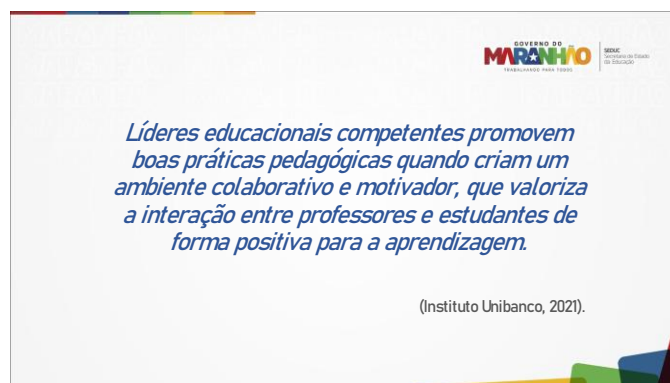 GOVERNO DO
MARANHÃO
TRABALHANDO PARA TODOS
SEDUC
Secretaria de Estado
da Educação
Líderes educacionais competentes promovem
boas práticas pedagógicas quando criam um
ambiente colaborativo e motivador, que valoriza
a interação entre professores e estudantes de
forma positiva para a aprendizagem.
(Instituto Unibanco, 2021).